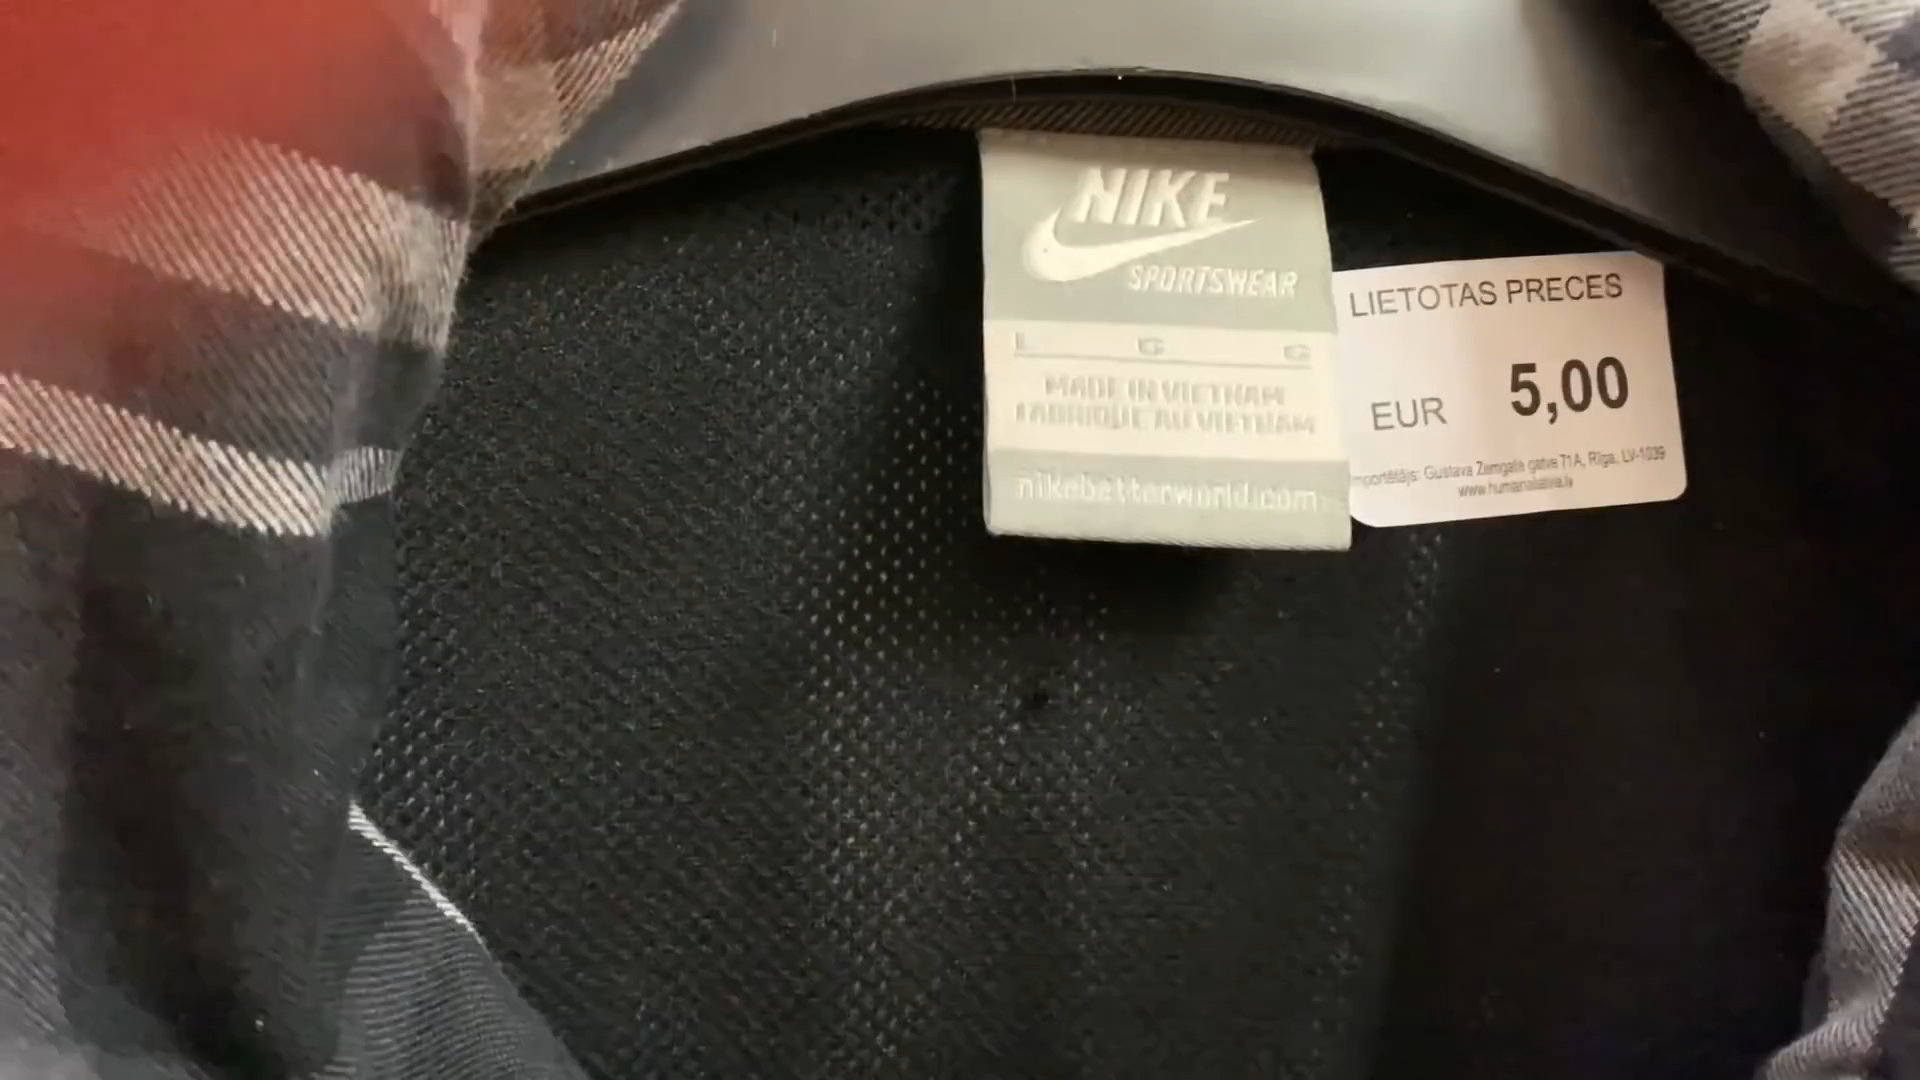 NIKE
SPORTSWEAR
L G G
MADE IN VIETNAM
FABRIQUE AU VIETNAM
nikebetterworld.com
LIETOTAS PRECES
EUR 5,00
Importētājs: Gustava Zemgala gatve 71A, Rīga, LV-1039
www.humanalatvia.lv